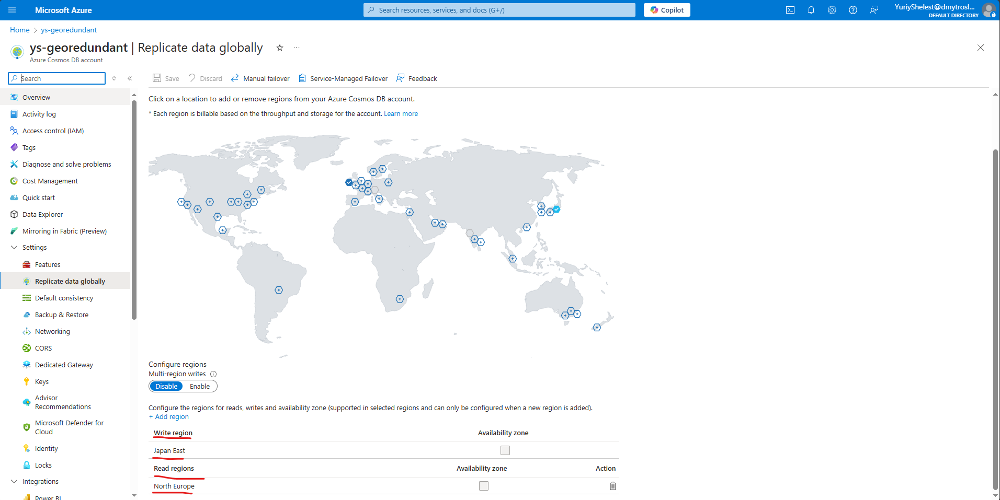 Microsoft Azure
Search resources, services, and docs (G+/)
Copilot
YuriyShelest@dmytrosl...
DEFAULT DIRECTORY
Home > ys-georedundant
ys-georedundant | Replicate data globally
Azure Cosmos DB account
Search
Save
Discard
Manual failover
Service-Managed Failover
Feedback
Overview
Activity log
Access control (IAM)
Tags
Diagnose and solve problems
Cost Management
Quick start
Data Explorer
Mirroring in Fabric (Preview)
Settings
Features
Replicate data globally
Default consistency
Backup & Restore
Networking
CORS
Dedicated Gateway
Keys
Advisor
Recommendations
Microsoft Defender for
Cloud
Identity
Locks
Integrations
Power BI
Click on a location to add or remove regions from your Azure Cosmos DB account.
* Each region is billable based on the throughput and storage for the account. Learn more
Configure regions
Multi-region writes
Disable Enable
Configure the regions for reads, writes and availability zone (supported in selected regions and can only be configured when a new region is added).
+ Add region
Write region Availability zone
Japan East
Read regions Availability zone Action
North Europe